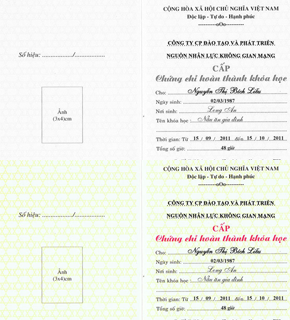 CỘNG HÒA XÃ HỘI CHỦ NGHĨA VIỆT NAM
Độc lập - Tự do - Hạnh phúc
---------oOo---------
CÔNG TY CP ĐÀO TẠO VÀ PHÁT TRIỂN
NGUỒN NHÂN LỰC KHÔNG GIAN MẠNG
CẤP
Chứng chỉ hoàn thành khóa học
Cho: Nguyễn Thị Bích Liễu
Ngày sinh: 02/03/1987
Nơi sinh: Long An
Tên khóa học: Nấu ăn gia đình
Thời gian: Từ 15 / 09 / 2011 đến 15 / 10 / 2011
Tổng số giờ: 48 giờ
Số hiệu: ............/............
Ảnh
(3x4)cm
CỘNG HÒA XÃ HỘI CHỦ NGHĨA VIỆT NAM
Độc lập - Tự do - Hạnh phúc
---------oOo---------
CÔNG TY CP ĐÀO TẠO VÀ PHÁT TRIỂN
NGUỒN NHÂN LỰC KHÔNG GIAN MẠNG
CẤP
Chứng chỉ hoàn thành khóa học
Cho: Nguyễn Thị Bích Liễu
Ngày sinh: 02/03/1987
Nơi sinh: Long An
Tên khóa học: Nấu ăn gia đình
Thời gian: Từ 15 / 09 / 2011 đến 15 / 10 / 2011
Tổng số giờ: 48 giờ
Số hiệu: ............/............
Ảnh
(3x4)cm